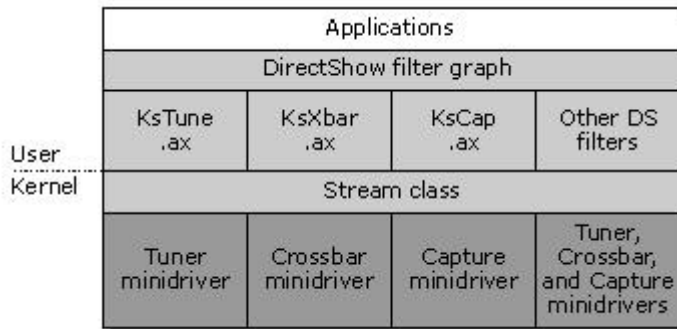 Applications
DirectShow filter graph
KsTune
.ax
KsXbar
.ax
KsCap
.ax
Other DS
filters
User
Kernel
Stream class
Tuner
minidriver
Crossbar
minidriver
Capture
minidriver
Tuner,
Crossbar,
and Capture
minidrivers